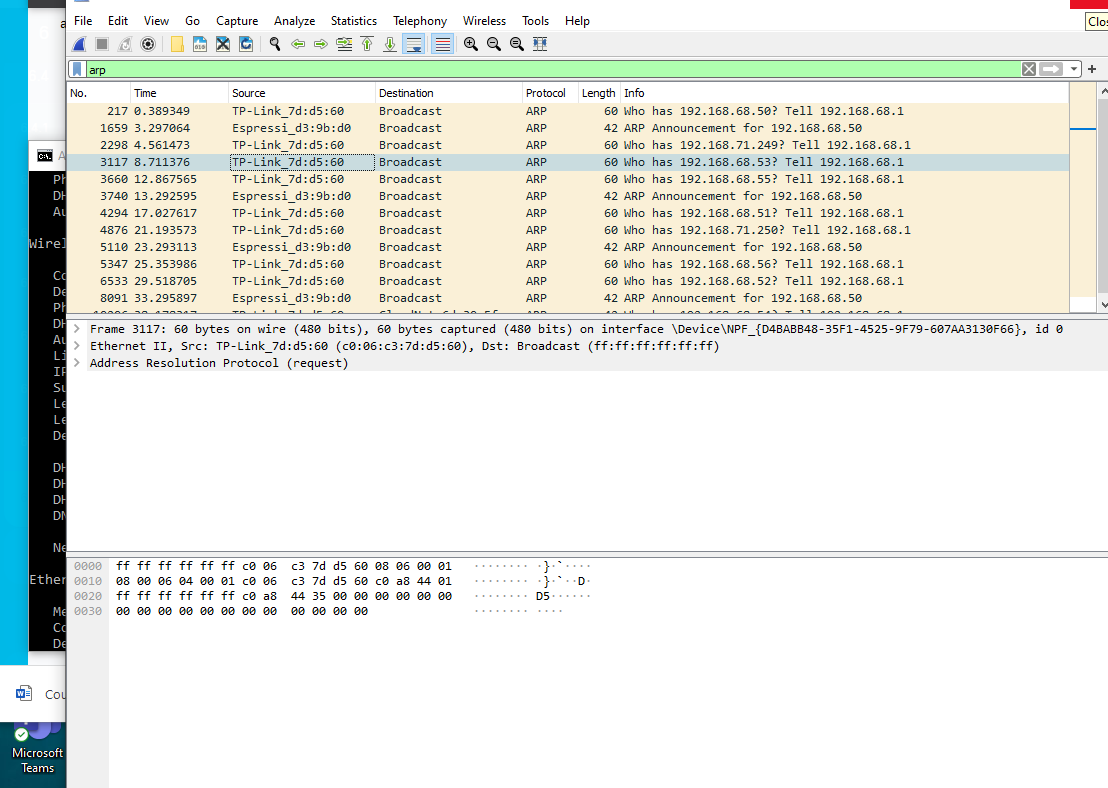 File Edit View Go Capture Analyze Statistics Telephony Wireless Tools Help
Clos
arp
No. Time Source Destination Protocol Length Info
217 0.389349 TP-Link_7d:d5:60 Broadcast ARP 60 Who has 192.168.68.50? Tell 192.168.68.1
1659 3.297064 Espressi_d3:9b:d0 Broadcast ARP 42 ARP Announcement for 192.168.68.50
2298 4.561473 TP-Link_7d:d5:60 Broadcast ARP 60 Who has 192.168.71.249? Tell 192.168.68.1
3117 8.711376 TP-Link_7d:d5:60 Broadcast ARP 60 Who has 192.168.68.53? Tell 192.168.68.1
3660 12.867565 TP-Link_7d:d5:60 Broadcast ARP 60 Who has 192.168.68.55? Tell 192.168.68.1
3740 13.292595 Espressi_d3:9b:d0 Broadcast ARP 42 ARP Announcement for 192.168.68.50
4294 17.027617 TP-Link_7d:d5:60 Broadcast ARP 60 Who has 192.168.68.51? Tell 192.168.68.1
4876 21.193573 TP-Link_7d:d5:60 Broadcast ARP 60 Who has 192.168.71.250? Tell 192.168.68.1
5110 23.293113 Espressi_d3:9b:d0 Broadcast ARP 42 ARP Announcement for 192.168.68.50
5347 25.353986 TP-Link_7d:d5:60 Broadcast ARP 60 Who has 192.168.68.56? Tell 192.168.68.1
6533 29.518705 TP-Link_7d:d5:60 Broadcast ARP 60 Who has 192.168.68.52? Tell 192.168.68.1
8091 33.295897 Espressi_d3:9b:d0 Broadcast ARP 42 ARP Announcement for 192.168.68.50
Frame 3117: 60 bytes on wire (480 bits), 60 bytes captured (480 bits) on interface \Device\NPF_{D4BABB48-35F1-4525-9F79-607AA3130F66}, id 0
Ethernet II, Src: TP-Link_7d:d5:60 (c0:06:c3:7d:d5:60), Dst: Broadcast (ff:ff:ff:ff:ff:ff)
Address Resolution Protocol (request)
0000 ff ff ff ff ff ff c0 06 c3 7d d5 60 08 06 00 01 ········ ·}·`····
0010 08 00 06 04 00 01 c0 06 c3 7d d5 60 c0 a8 44 01 ········ ·}·`··D·
0020 ff ff ff ff ff ff c0 a8 44 35 00 00 00 00 00 00 ········ D5······
0030 00 00 00 00 00 00 00 00 00 00 00 00 ········ ····
a
A
Ph
DH
Au
Wirel
Co
De
Ph
DH
Au
Li
IP
Su
Le
Le
De
DH
DH
DH
DN
Ne
Ether
Me
Co
De
Cou
Microsoft
Teams